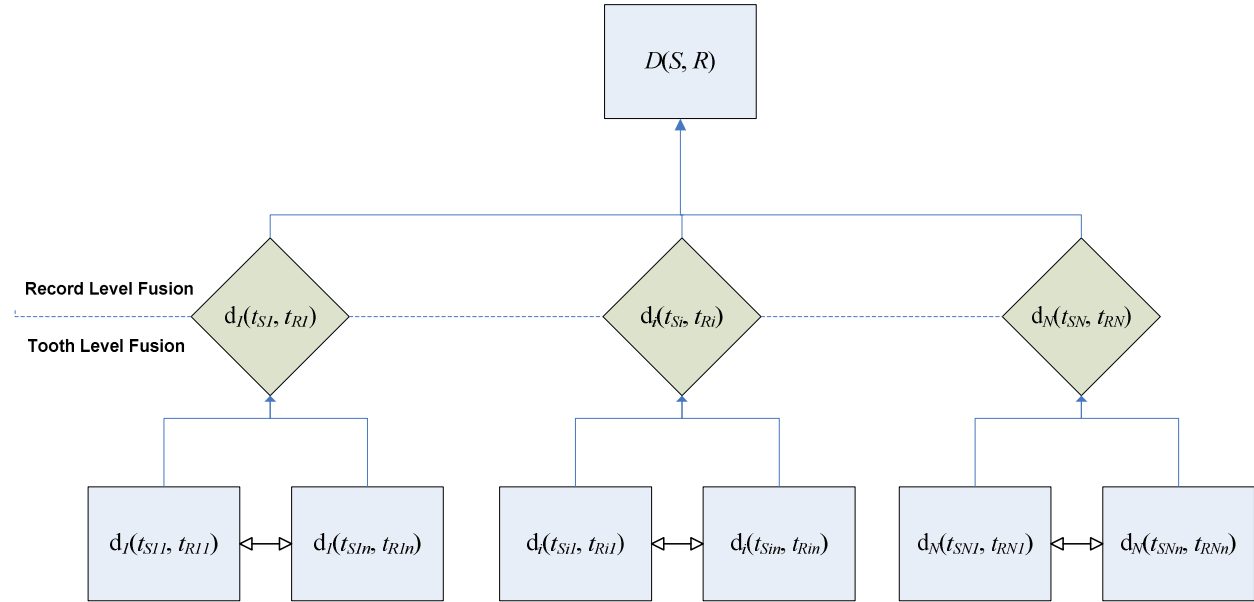 D(S, R)
Record Level Fusion
d1(tS1, tR1)
di(tSi, tRi)
dN(tSN, tRN)
Tooth Level Fusion
d1(tS11, tR11)
d1(tS1n, tR1n)
di(tSi1, tRi1)
di(tSin, tRin)
dN(tSN1, tRN1)
dN(tSNn, tRNn)